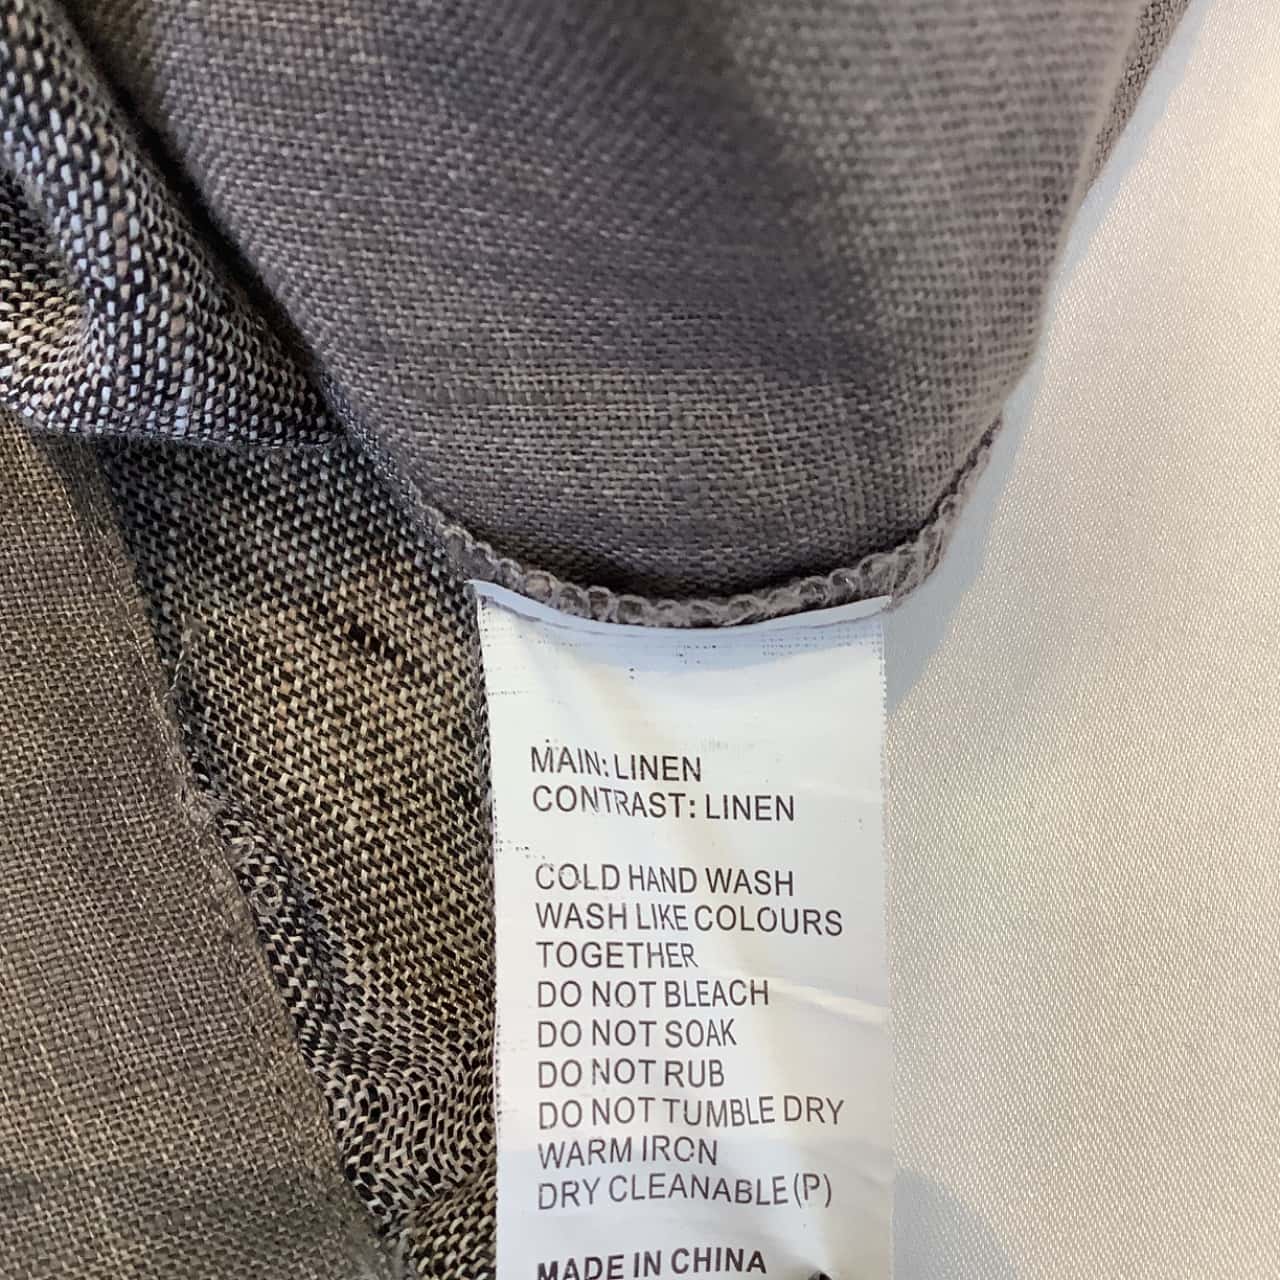 MAIN: LINEN
CONTRAST: LINEN
COLD HAND WASH
WASH LIKE COLOURS
TOGETHER
DO NOT BLEACH
DO NOT SOAK
DO NOT RUB
DO NOT TUMBLE DRY
WARM IRON
DRY CLEANABLE (P)
MADE IN CHINA